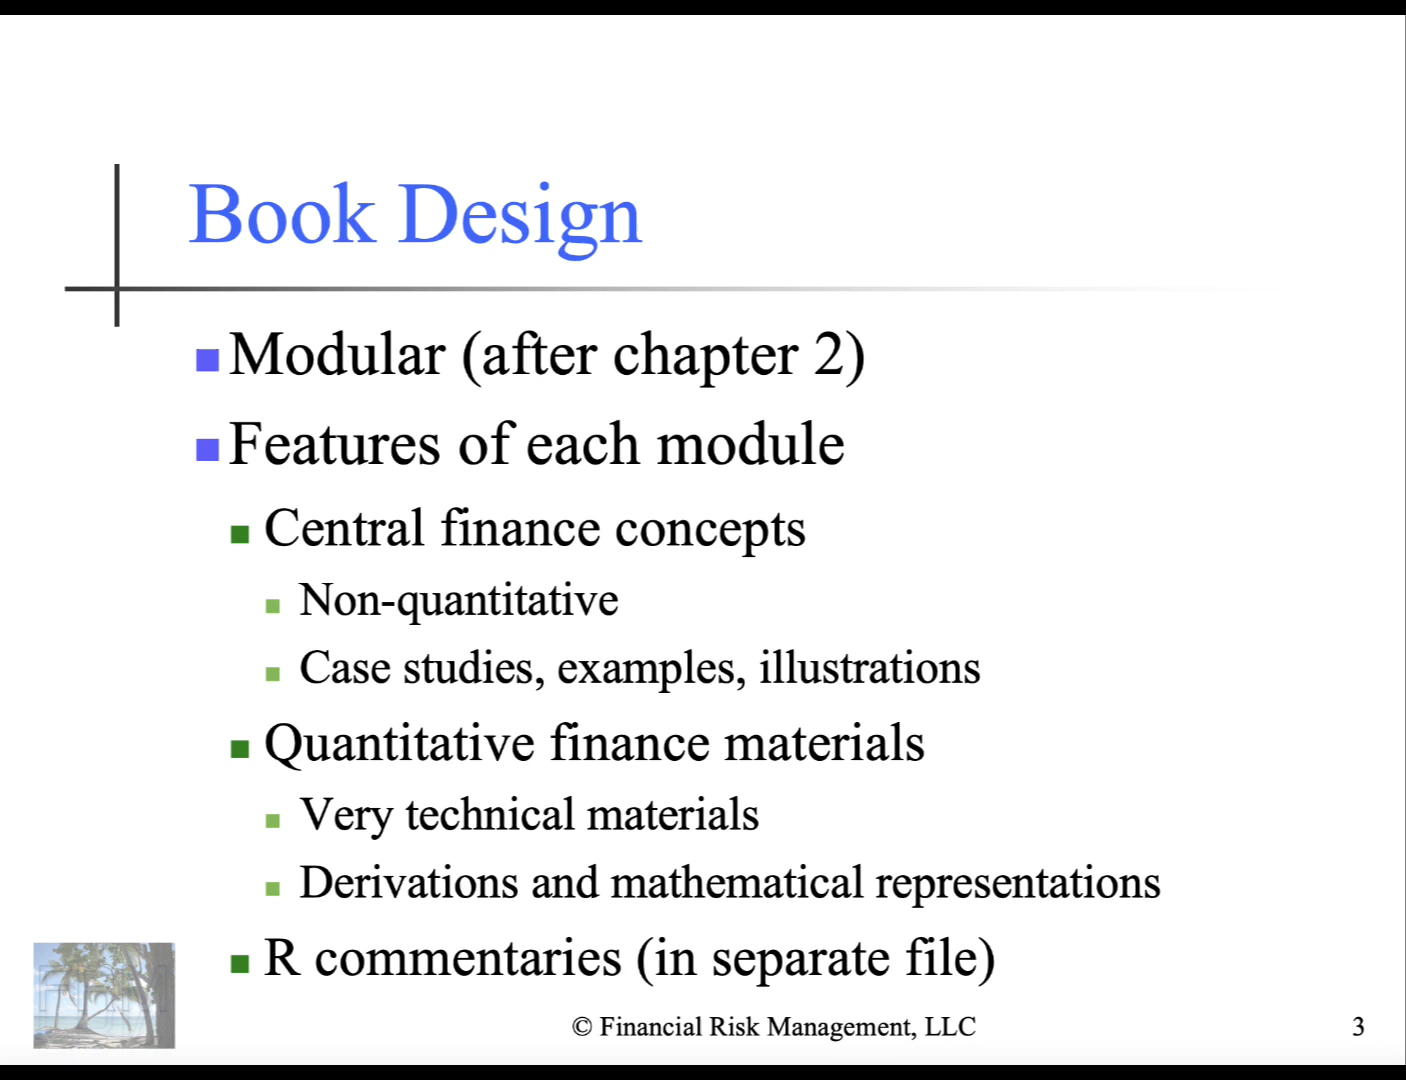 Book Design
Modular (after chapter 2)
Features of each module
Central finance concepts
Non-quantitative
Case studies, examples, illustrations
Quantitative finance materials
Very technical materials
Derivations and mathematical representations
R commentaries (in separate file)
© Financial Risk Management, LLC
3